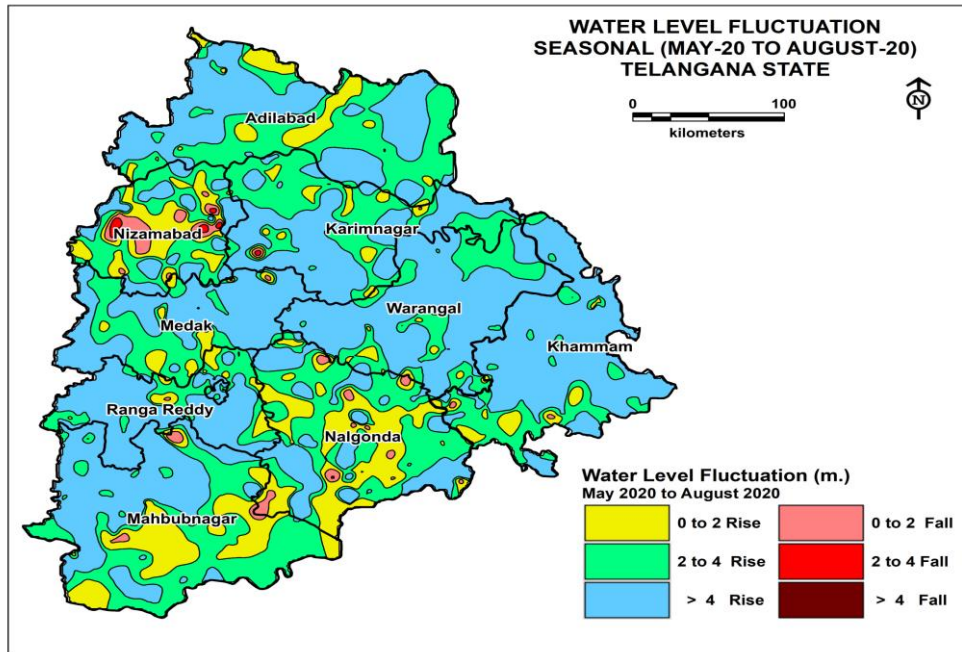 WATER LEVEL FLUCTUATION
SEASONAL (MAY-20 TO AUGUST-20)
TELANGANA STATE
N
0 100
kilometers
Adilabad
Nizamabad
Karimnagar
Warangal
Medak
Khammam
Ranga Reddy
Nalgonda
Mahbubnagar
Water Level Fluctuation (m.)
May 2020 to August 2020
0 to 2 Rise
0 to 2 Fall
2 to 4 Rise
2 to 4 Fall
> 4 Rise
> 4 Fall